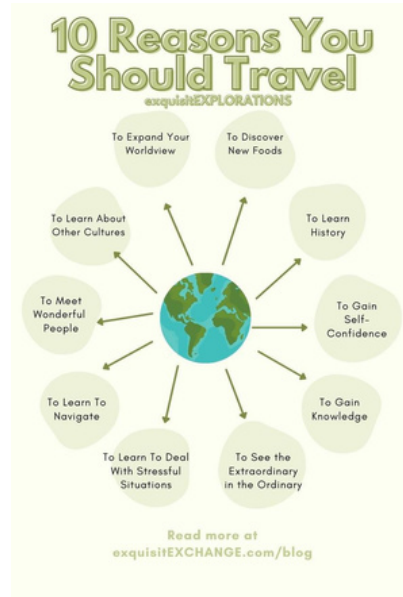 10 Reasons You
Should Travel
exquisitEXPLORATIONS
To Expand Your
Worldview
To Discover
New Foods
To Learn About
Other Cultures
To Learn
History
To Meet
Wonderful
People
To Gain
Self-
Confidence
To Learn To
Navigate
To Gain
Knowledge
To Learn To Deal
With Stressful
Situations
To See the
Extraordinary
in the Ordinary
Read more at
exquisitEXCHANGE.com/blog